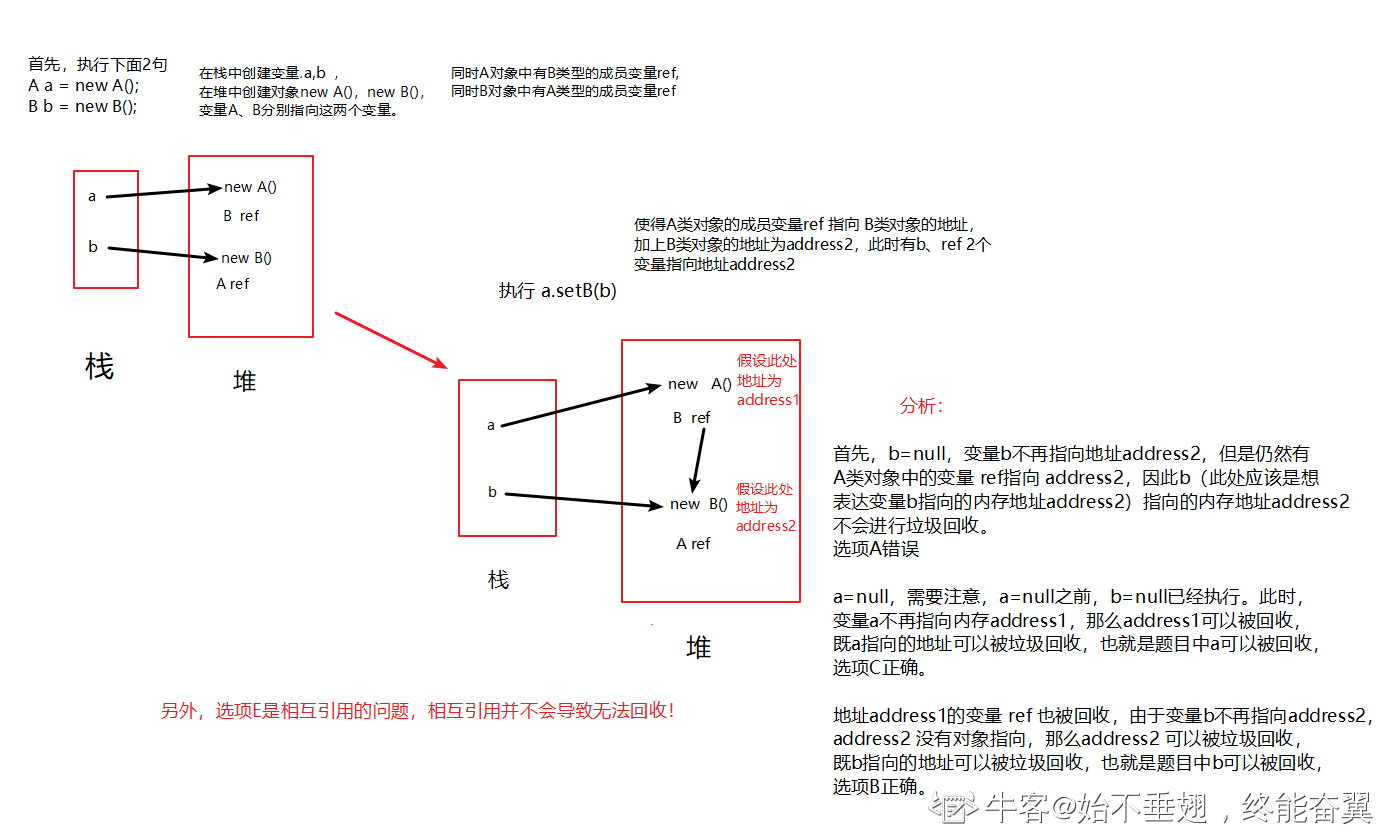 首先，执行下面2句
A a = new A();
B b = new B();
在栈中创建变量.a,b ，
在堆中创建对象new A()，new B()，
变量A、B分别指向这两个变量。
同时A对象中有B类型的成员变量ref,
同时B对象中有A类型的成员变量ref
a
b
new A()
B ref
new B()
A ref
栈
堆
使得A类对象的成员变量ref 指向 B类对象的地址，
加上B类对象的地址为address2，此时有b、ref 2个
变量指向地址address2
执行 a.setB(b)
a
b
new A()
B ref
new B()
A ref
假设此处
地址为
address1
假设此处
地址为
address2
栈
堆
分析：
首先，b=null，变量b不再指向地址address2，但是仍然有
A类对象中的变量 ref指向 address2，因此b（此处应该是想
表达变量b指向的内存地址address2）指向的内存地址address2
不会进行垃圾回收。
选项A错误
a=null，需要注意，a=null之前，b=null已经执行。此时，
变量a不再指向内存address1，那么address1可以被回收，
既a指向的地址可以被垃圾回收，也就是题目中a可以被回收，
选项C正确。
地址address1的变量 ref 也被回收，由于变量b不再指向address2，
address2 没有对象指向，那么address2 可以被垃圾回收，
既b指向的地址可以被垃圾回收，也就是题目中b可以被回收，
选项B正确。
另外，选项E是相互引用的问题，相互引用并不会导致无法回收！
牛客@始不垂翅，终能奋翼